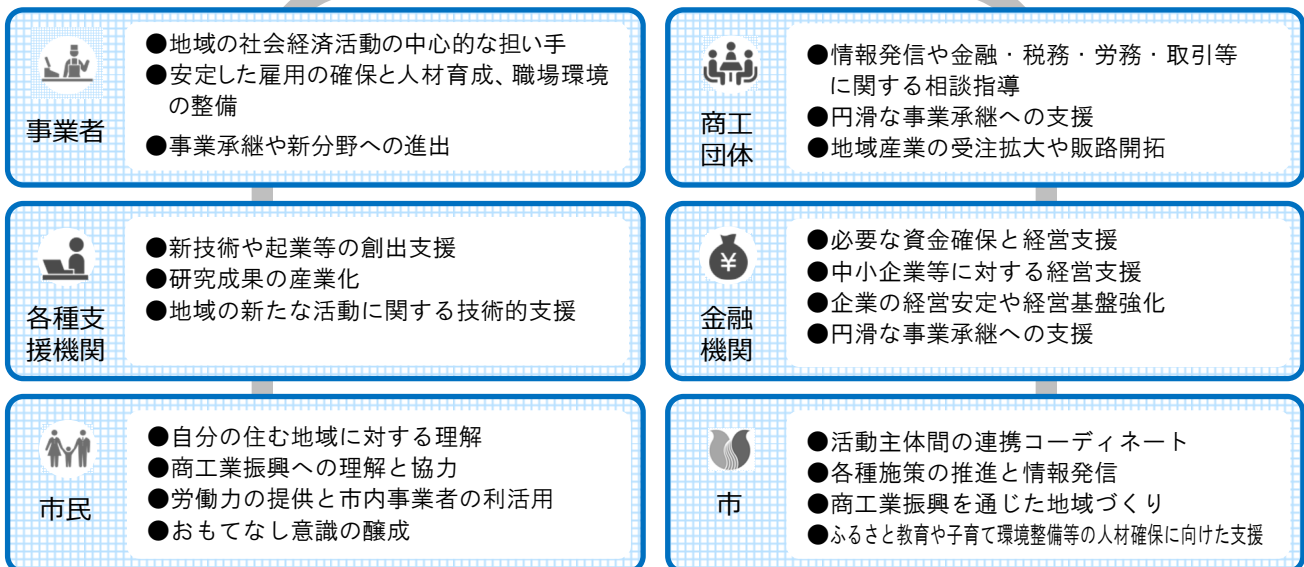 事業者
●地域の社会経済活動の中心的な担い手
●安定した雇用の確保と人材育成、職場環境
の整備
●事業承継や新分野への進出
商工
団体
●情報発信や金融・税務・労務・取引等
に関する相談指導
●円滑な事業承継への支援
●地域産業の受注拡大や販路開拓
各種支
援機関
●新技術や起業等の創出支援
●研究成果の産業化
●地域の新たな活動に関する技術的支援
金融
機関
¥
●必要な資金確保と経営支援
●中小企業等に対する経営支援
●企業の経営安定や経営基盤強化
●円滑な事業承継への支援
市民
●自分の住む地域に対する理解
●商工業振興への理解と協力
●労働力の提供と市内事業者の利活用
●おもてなし意識の醸成
市
●活動主体間の連携コーディネート
●各種施策の推進と情報発信
●商工業振興を通じた地域づくり
●ふるさと教育や子育て環境整備等の人材確保に向けた支援